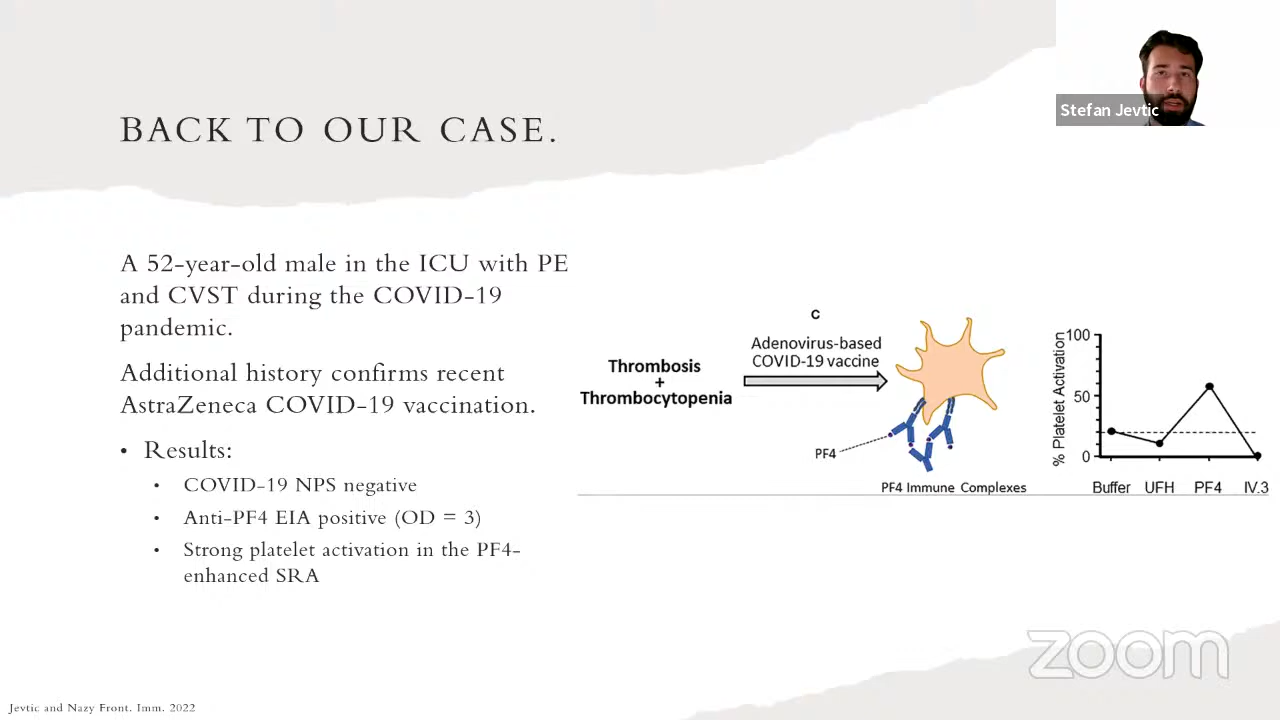 Stefan Jevtic
BACK TO OUR CASE.
A 52-year-old male in the ICU with PE
and CVST during the COVID-19
pandemic.
Additional history confirms recent
AstraZeneca COVID-19 vaccination.
• Results:
• COVID-19 NPS negative
• Anti-PF4 EIA positive (OD = 3)
• Strong platelet activation in the PF4-
enhanced SRA
C
Adenovirus-based
COVID-19 vaccine
Thrombosis
+
Thrombocytopenia
PF4
PF4 Immune Complexes
% Platelet Activation
100
50
0
Buffer UFH PF4 IV.3
zoom
Jevtic and Nazy Front. Imm. 2022